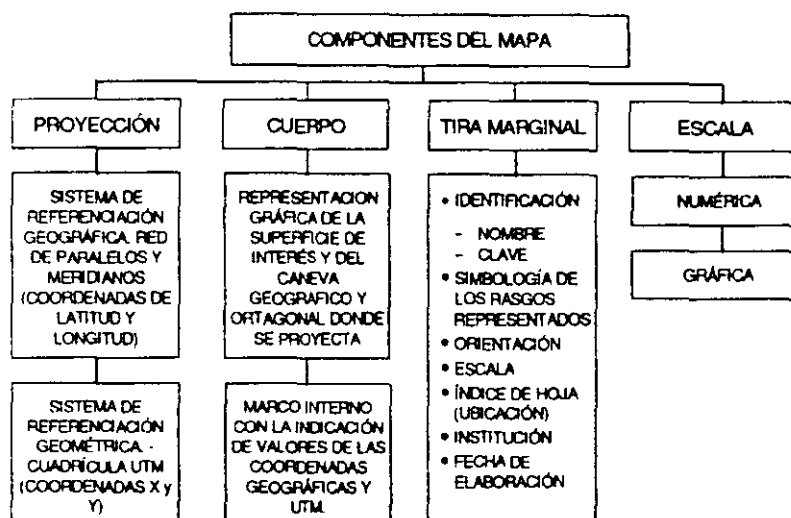 COMPONENTES DEL MAPA
PROYECCIÓN
SISTEMA DE
REFERENCIACIÓN
GEOGRÁFICA. RED
DE PARALELOS Y
MERIDIANOS
(COORDENADAS DE
LATITUD Y
LONGITUD)
SISTEMA DE
REFERENCIACIÓN
GEOMÉTRICA -
CUADRÍCULA UTM
(COORDENADAS X y
Y)
CUERPO
REPRESENTACION
GRÁFICA DE LA
SUPERFICIE DE
INTERÉS Y DEL
CANEVA
GEOGRAFICO Y
ORTAGONAL DONDE
SE PROYECTA
MARCO INTERNO
CON LA INDICACIÓN
DE VALORES DE LAS
COORDENADAS
GEOGRÁFICAS Y
UTM.
TIRA MARGINAL
• IDENTIFICACIÓN
- NOMBRE
- CLAVE
• SIMBOLOGÍA DE
LOS RASGOS
REPRESENTADOS
• ORIENTACIÓN
• ESCALA
• ÍNDICE DE HOJA
(UBICACIÓN)
• INSTITUCIÓN
• FECHA DE
ELABORACIÓN
ESCALA
NUMÉRICA
GRÁFICA